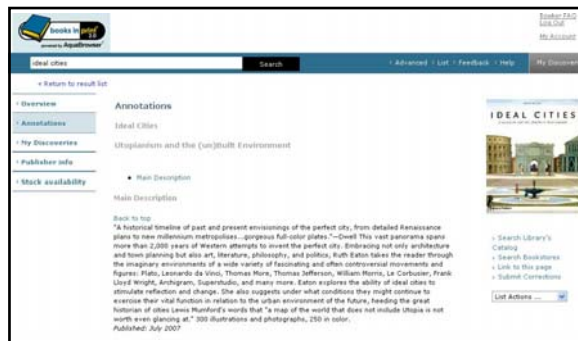 Bowker FAQ
Log Out
My Account
books in print
powered by AquaBrowser
ideal cities
Search
Advanced
List
Feedback
Help
My Discover
« Return to result list
Overview
Annotations
My Discoveries
Publisher info
Stock availability
Annotations
Ideal Cities
Utopianism and the (un)Built Environment
Main Description
Main Description
Back to top
"A historical timeline of past and present envisionings of the perfect city, from detailed Renaissance
plans to new millennium metropolises...gorgeous full-color plates."—Dwell This vast panorama spans
more than 2,000 years of Western attempts to invent the perfect city. Embracing not only architecture
and town planning but also art, literature, philosophy, and politics, Ruth Eaton takes the reader through
the imaginary environments of a wide variety of fascinating and often controversial movements and
figures: Plato, Leonardo da Vinci, Thomas More, Thomas Jefferson, William Morris, Le Corbusier, Frank
Lloyd Wright, Archigram, Superstudio, and many more. Eaton explores the ability of ideal cities to
stimulate reflection and change. She also suggests under what conditions they might continue to
exercise their vital function in relation to the urban environment of the future, heeding the great
historian of cities Lewis Mumford's words that "a map of the world that does not include Utopia is not
worth even glancing at." 300 illustrations and photographs, 250 in color.
Published: July 2007
IDEAL CITIES
Search Library's
Catalog
Search Bookstores
Link to this page
Submit Corrections
List Actions ...